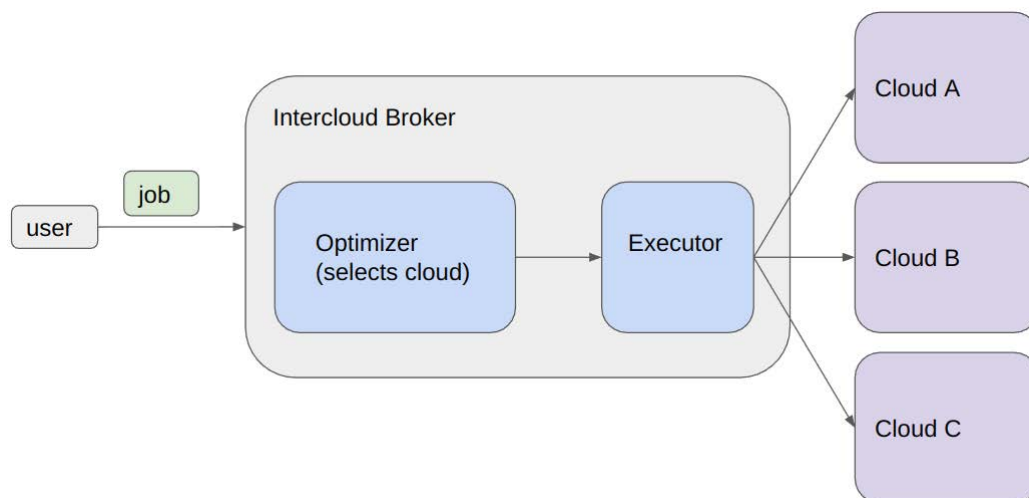 user
job
Intercloud Broker
Optimizer
(selects cloud)
Executor
Cloud A
Cloud B
Cloud C